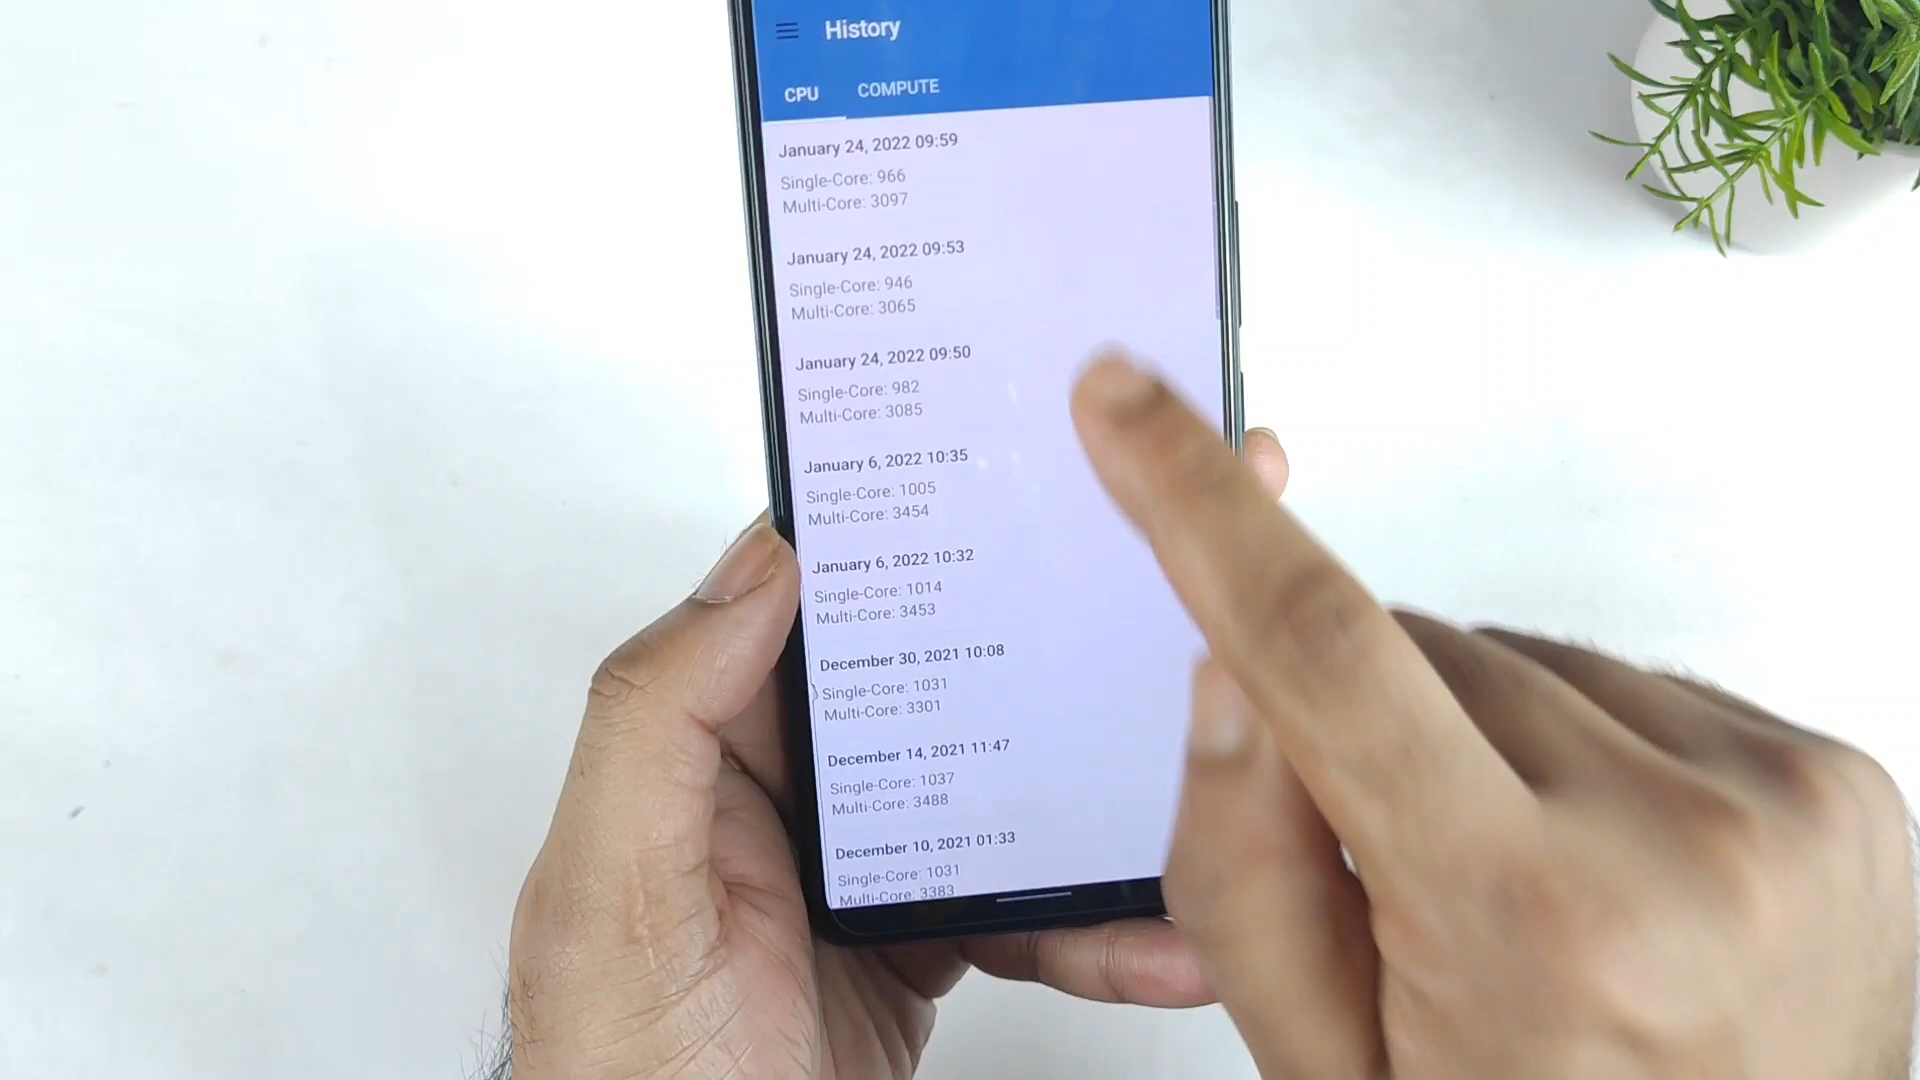 History
CPU COMPUTE
January 24, 2022 09:59
Single-Core: 966
Multi-Core: 3097
January 24, 2022 09:53
Single-Core: 946
Multi-Core: 3065
January 24, 2022 09:50
Single-Core: 982
Multi-Core: 3085
January 6, 2022 10:35
Single-Core: 1005
Multi-Core: 3454
January 6, 2022 10:32
Single-Core: 1014
Multi-Core: 3453
December 30, 2021 10:08
Single-Core: 1031
Multi-Core: 3301
December 14, 2021 11:47
Single-Core: 1037
Multi-Core: 3488
December 10, 2021 01:33
Single-Core: 1031
Multi-Core: 3383